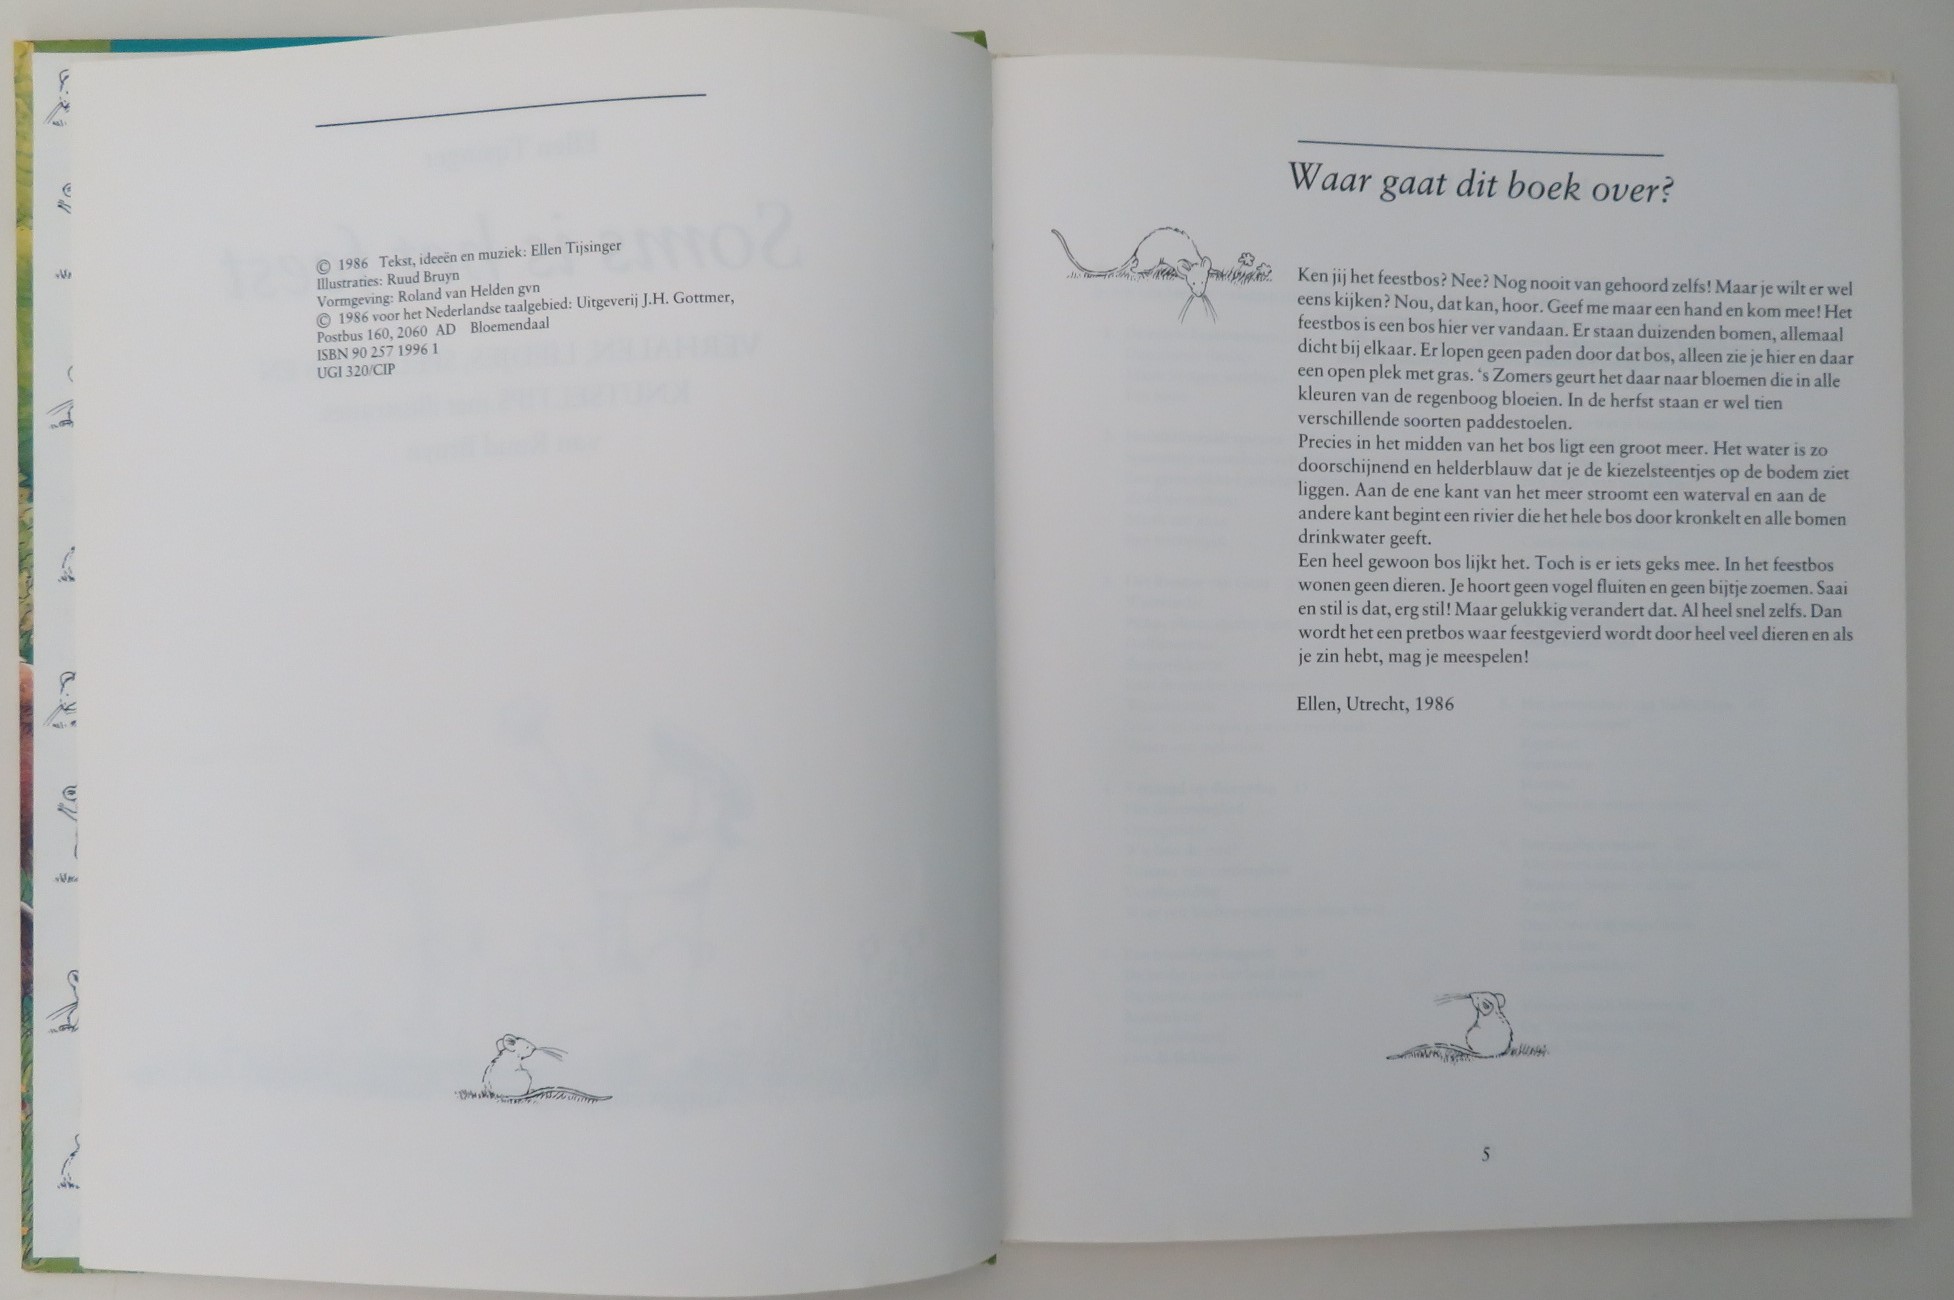 © 1986 Tekst, ideeën en muziek: Ellen Tijsinger
Illustraties: Ruud Bruyn
Vormgeving: Roland van Helden gvn
© 1986 voor het Nederlandse taalgebied: Uitgeverij J.H. Gottmer,
Postbus 160, 2060 AD Bloemendaal
ISBN 90 257 1996 1
UGI 320/CIP
Waar gaat dit boek over?
Ken jij het feestbos? Nee? Nog nooit van gehoord zelfs! Maar je wilt er wel
eens kijken? Nou, dat kan, hoor. Geef me maar een hand en kom mee! Het
feestbos is een bos hier ver vandaan. Er staan duizenden bomen, allemaal
dicht bij elkaar. Er lopen geen paden door dat bos, alleen zie je hier en daar
een open plek met gras. ‘s Zomers geurt het daar naar bloemen die in alle
kleuren van de regenboog bloeien. In de herfst staan er wel tien
verschillende soorten paddestoelen.
Precies in het midden van het bos ligt een groot meer. Het water is zo
doorschijnend en helderblauw dat je de kiezelsteentjes op de bodem ziet
liggen. Aan de ene kant van het meer stroomt een waterval en aan de
andere kant begint een rivier die het hele bos door kronkelt en alle bomen
drinkwater geeft.
Een heel gewoon bos lijkt het. Toch is er iets geks mee. In het feestbos
wonen geen dieren. Je hoort geen vogel fluiten en geen bijtje zoemen. Saai
en stil is dat, erg stil! Maar gelukkig verandert dat. Al heel snel zelfs. Dan
wordt het een pretbos waar feestgevierd wordt door heel veel dieren en als
je zin hebt, mag je meespelen!
Ellen, Utrecht, 1986
5